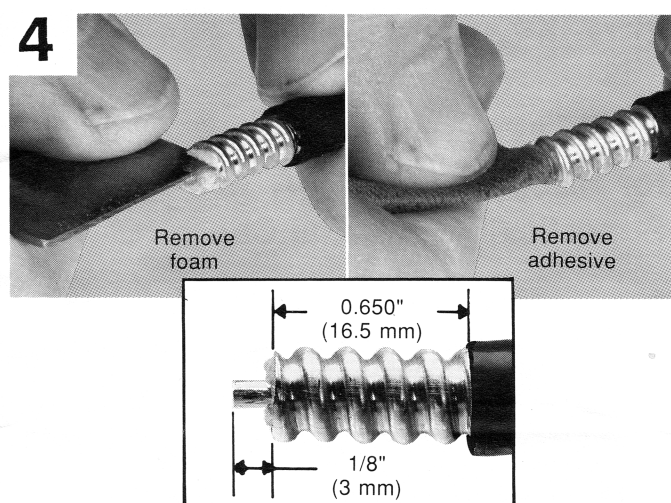 4
Remove
foam
Remove
adhesive
0.650"
(16.5 mm)
1/8"
(3 mm)